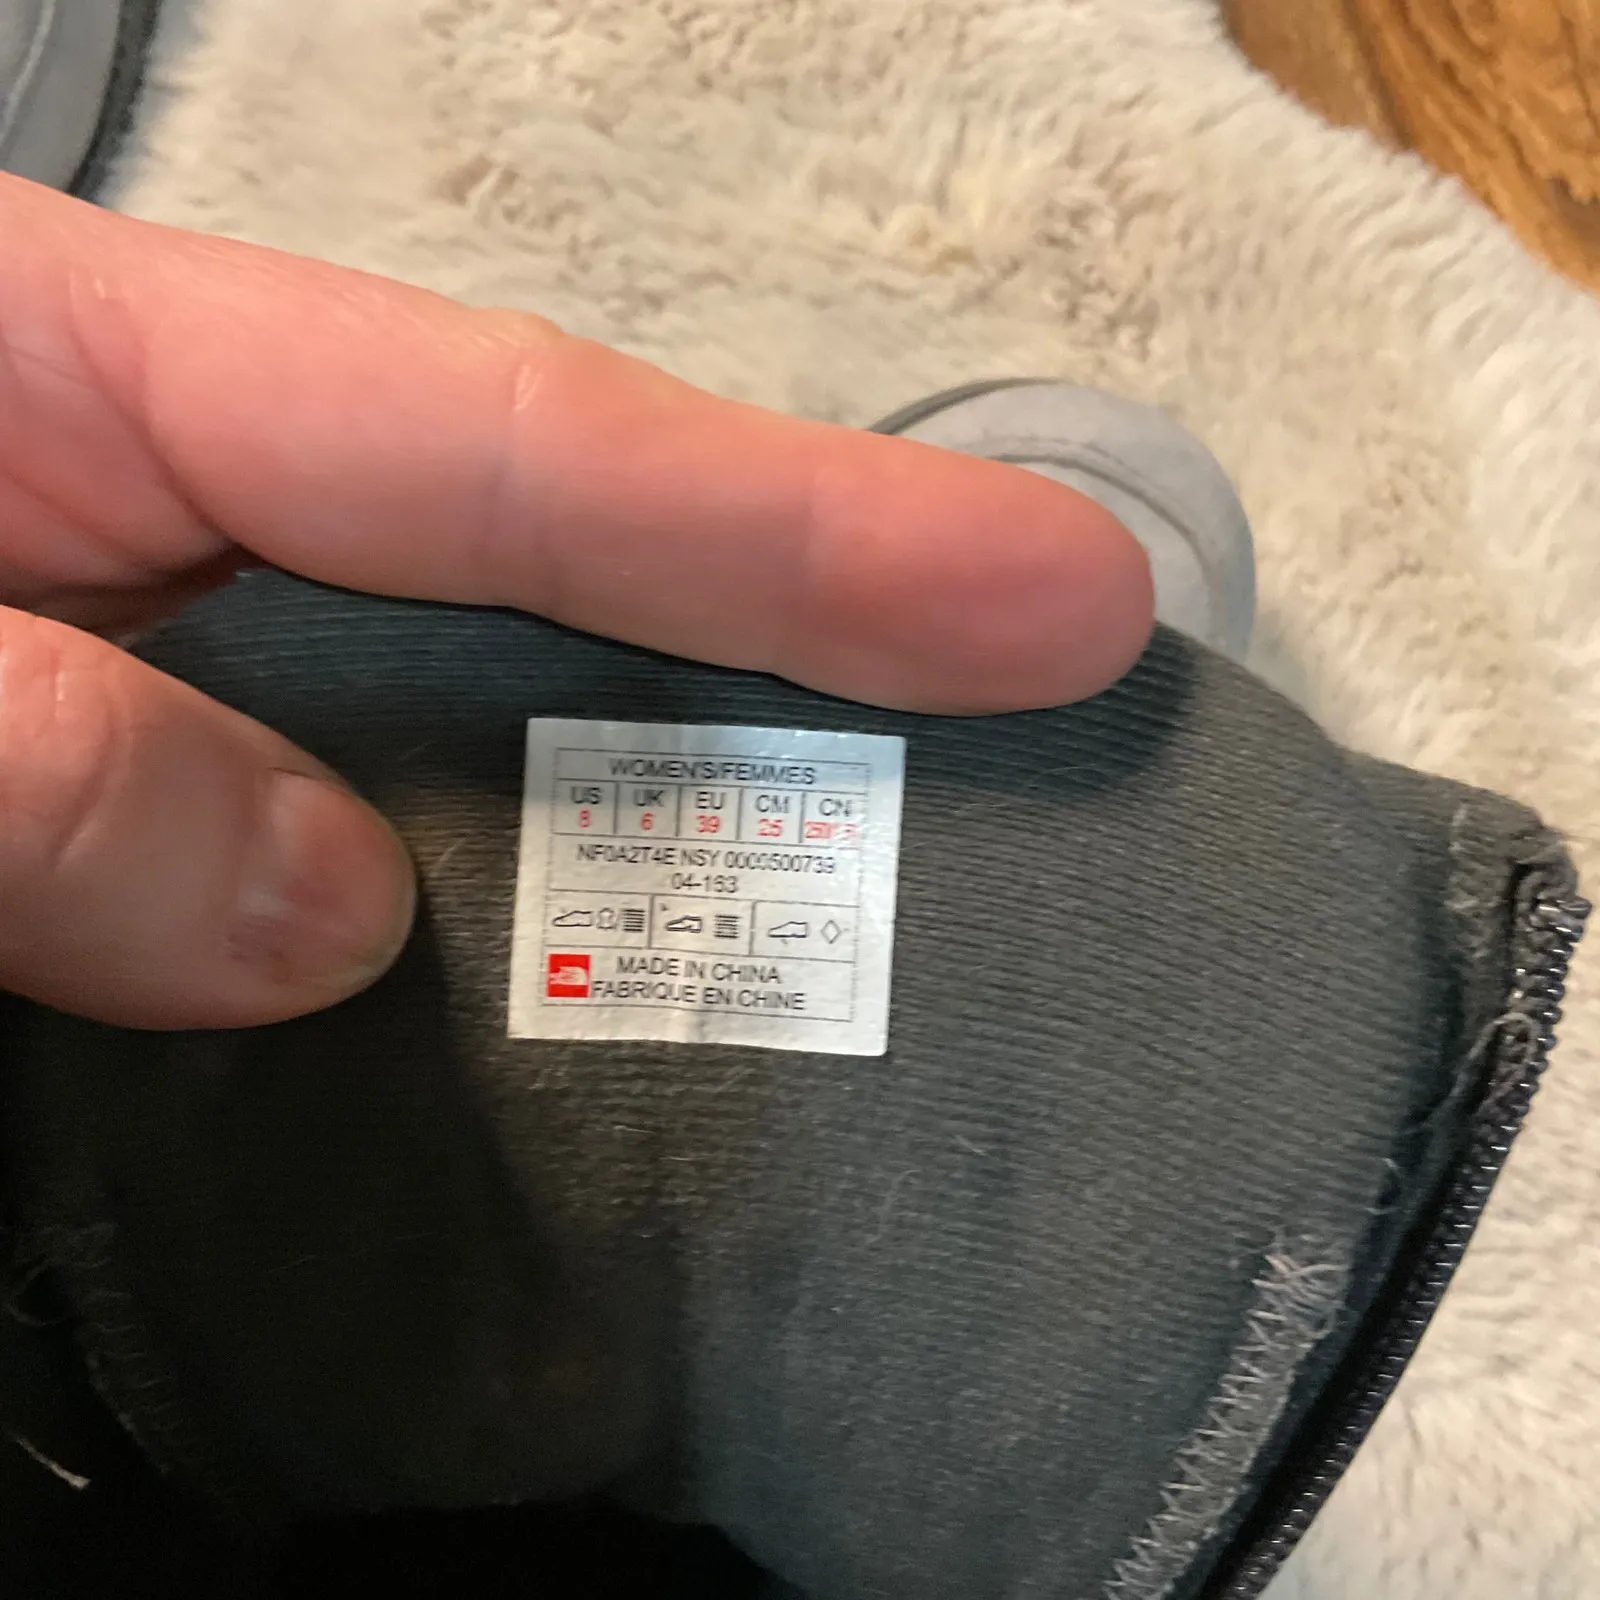 WOMEN'S/FEMMES
US UK EU CM CN
8 6 39 25
NF0A2T4E NSY 0000500739
04-163
MADE IN CHINA
FABRIQUE EN CHINE